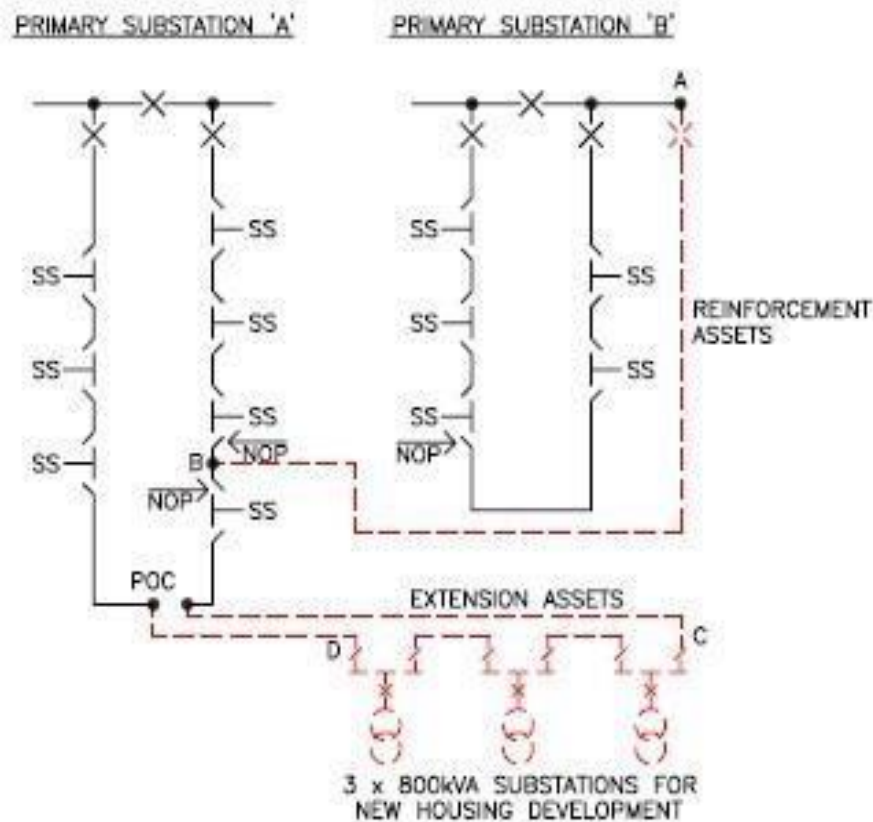 PRIMARY SUBSTATION 'A'
PRIMARY SUBSTATION 'B'
A
SS
SS
SS
SS
SS
SS
SS
SS
SS
SS
SS
SS
REINFORCEMENT
ASSETS
NOP
NOP
B
NOP
POC
EXTENSION ASSETS
D
C
3 x 800kVA SUBSTATIONS FOR
NEW HOUSING DEVELOPMENT